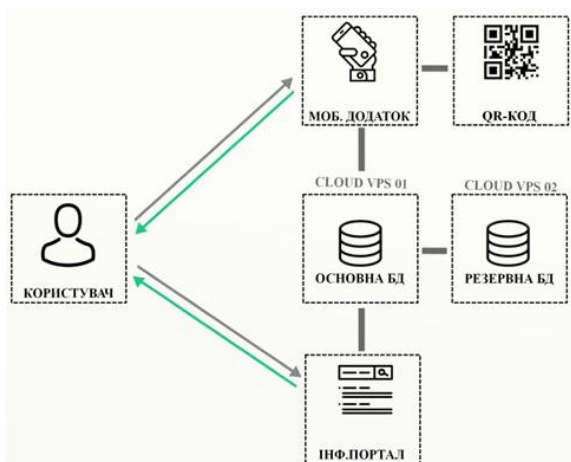 МОБ. ДОДАТОК
QR-КОД
CLOUD VPS 01
CLOUD VPS 02
КОРИСТУВАЧ
ОСНОВНА БД
РЕЗЕРВНА БД
ІНФ.ПОРТАЛ